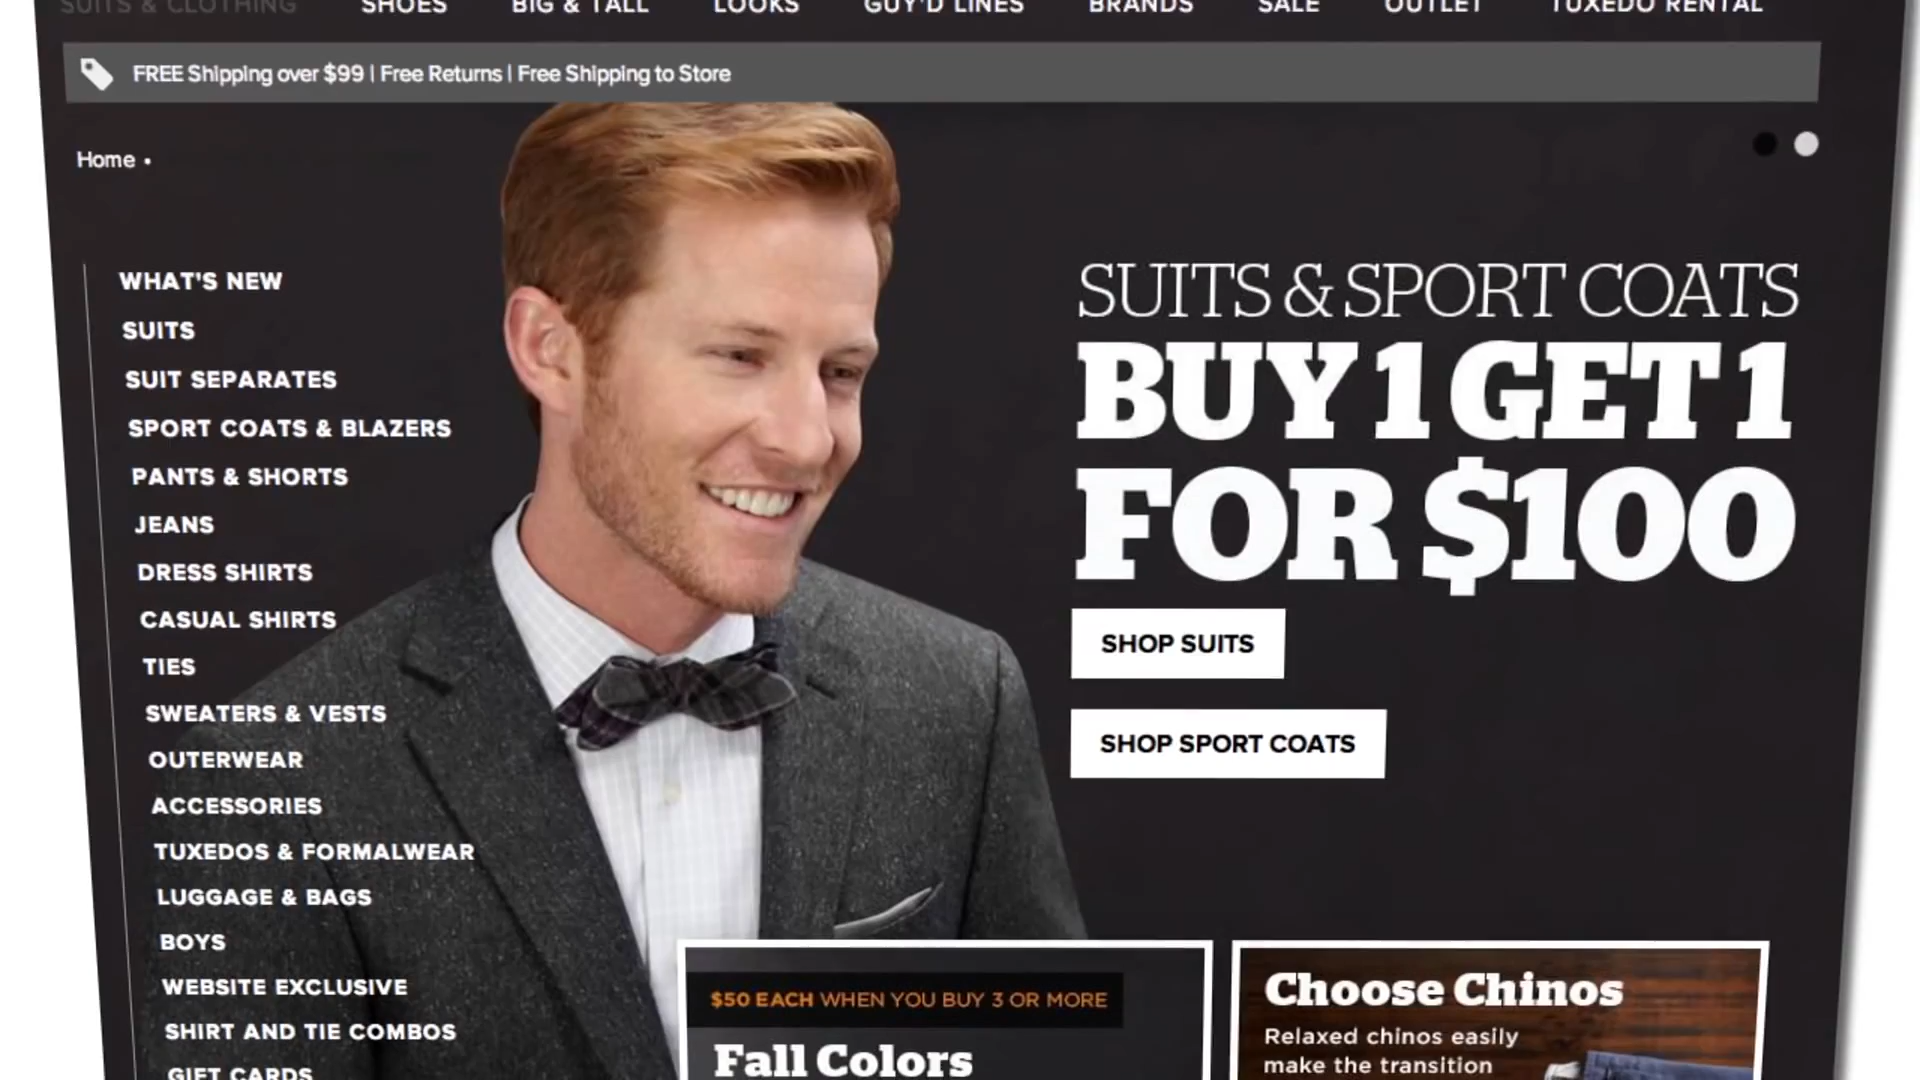 SUITS & CLOTHING SHOES BIG & TALL LOOKS GUY'D LINES BRANDS SALE OUTLET TUXEDO RENTAL
FREE Shipping over $99 | Free Returns | Free Shipping to Store
Home •
WHAT'S NEW
SUITS
SUIT SEPARATES
SPORT COATS & BLAZERS
PANTS & SHORTS
JEANS
DRESS SHIRTS
CASUAL SHIRTS
TIES
SWEATERS & VESTS
OUTERWEAR
ACCESSORIES
TUXEDOS & FORMALWEAR
LUGGAGE & BAGS
BOYS
WEBSITE EXCLUSIVE
SHIRT AND TIE COMBOS
GIFT CARDS
SUITS & SPORT COATS
BUY 1 GET 1
FOR $100
SHOP SUITS
SHOP SPORT COATS
$50 EACH WHEN YOU BUY 3 OR MORE
Fall Colors
Choose Chinos
Relaxed chinos easily
make the transition